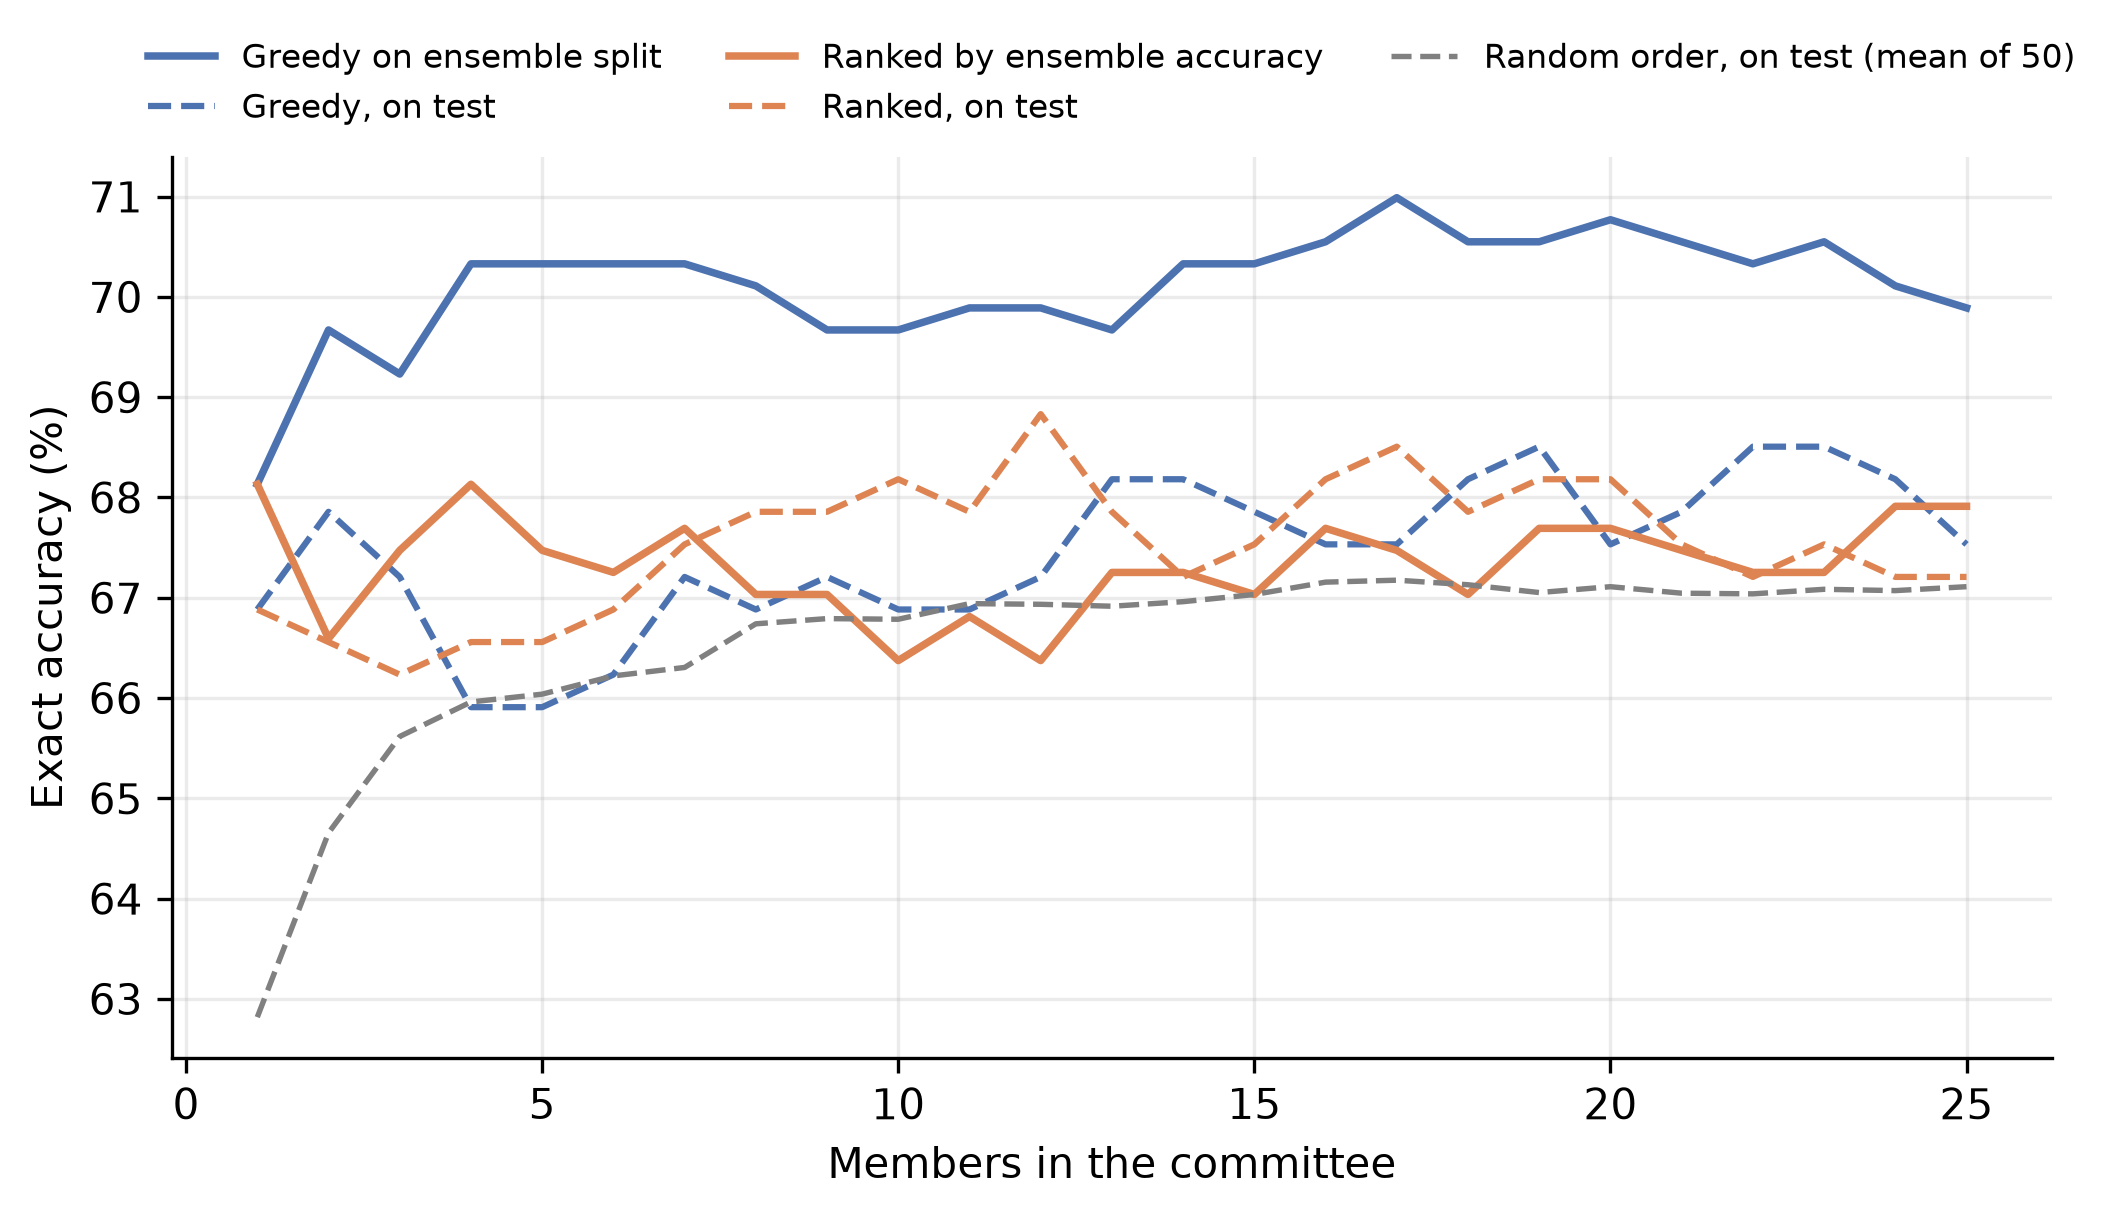 Greedy on ensemble split
Ranked by ensemble accuracy
Random order, on test (mean of 50)
Greedy, on test
Ranked, on test
Exact accuracy (%)
71
70
69
68
67
66
65
64
63
0 5 10 15 20 25
Members in the committee